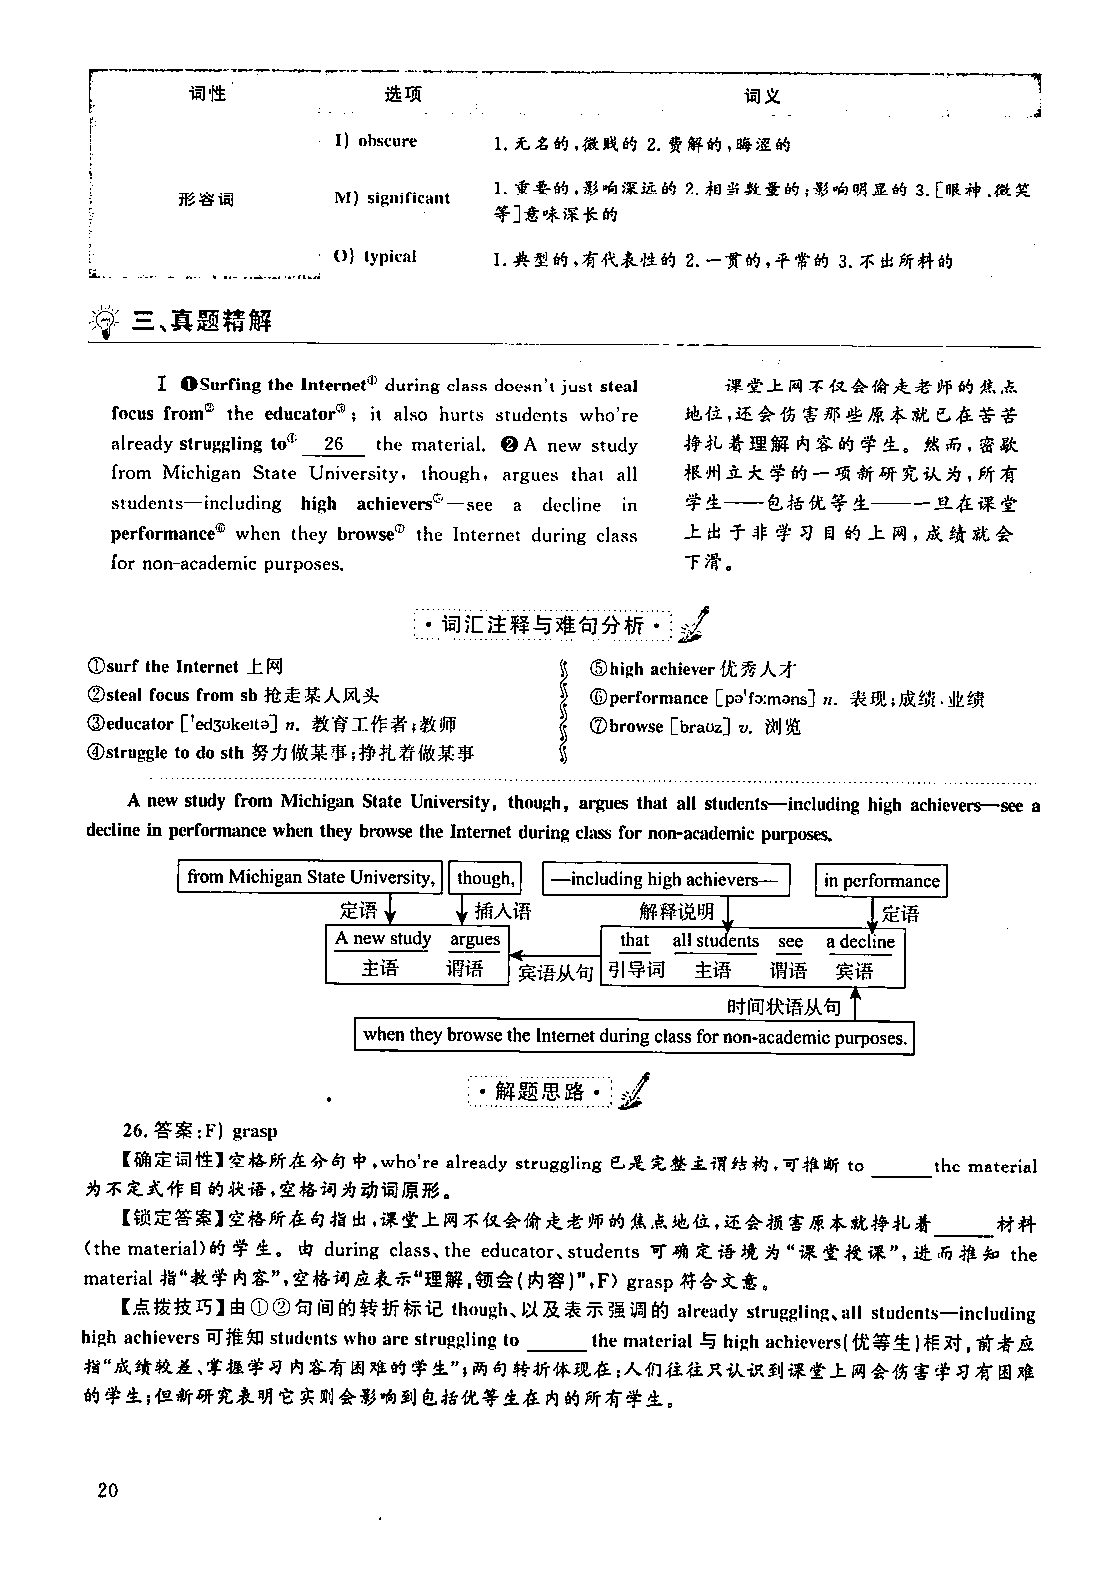 词性 选项 词义
I) obscure 1. 无名的,微贱的 2. 费解的,晦涩的
形容词 M) significant 1. 重要的,影响深远的 2. 相当数量的;影响明显的 3. [眼神、微笑
等]意味深长的
O) typical 1. 典型的,有代表性的 2. 一贯的,平常的 3. 不出所料的
三、真题精解
I ❶Surfing the Internet① during class doesn't just steal
focus from② the educator③; it also hurts students who're
already struggling to④ 26 the material. ❷A new study
from Michigan State University, though, argues that all
students—including high achievers⑤—see a decline in
performance⑥ when they browse⑦ the Internet during class
for non-academic purposes.
课堂上网不仅会偷走老师的焦点
地位,还会伤害那些原本就已在苦苦
挣扎着理解内容的学生。然而,密歇
根州立大学的一项新研究认为,所有
学生——包括优等生——一旦在课堂
上出于非学习目的上网,成绩就会
下滑。
·词汇注释与难句分析·
①surf the Internet 上网
②steal focus from sb 抢走某人风头
③educator [ˈedʒukeitə] n. 教育工作者;教师
④struggle to do sth 努力做某事;挣扎着做某事
⑤high achiever 优秀人才
⑥performance [pəˈfɔ:məns] n. 表现;成绩、业绩
⑦browse [braʊz] v. 浏览
A new study from Michigan State University, though, argues that all students—including high achievers—see a
decline in performance when they browse the Internet during class for non-academic purposes.
from Michigan State University, though, —including high achievers— in performance
定语 插入语 解释说明 定语
A new study argues that all students see a decline
主语 谓语 宾语从句 引导词 主语 谓语 宾语
时间状语从句
when they browse the Internet during class for non-academic purposes.
·解题思路·
26. 答案:F) grasp
【确定词性】空格所在分句中,who're already struggling 已是完整主谓结构,可推断 to ____ the material
为不定式作目的状语,空格词为动词原形。
【锁定答案】空格所在句指出,课堂上网不仅会偷走老师的焦点地位,还会损害原本就挣扎着____材料
(the material)的学生。由 during class、the educator、students 可确定语境为“课堂授课”,进而推知 the
material 指“教学内容”,空格词应表示“理解,领会(内容)”,F) grasp 符合文意。
【点拨技巧】由①②句间的转折标记 though、以及表示强调的 already struggling、all students—including
high achievers 可推知 students who are struggling to ____ the material 与 high achievers(优等生)相对,前者应
指“成绩较差、掌握学习内容有困难的学生”;两句转折体现在:人们往往只认识到课堂上网会伤害学习有困难
的学生;但新研究表明它实则会影响到包括优等生在内的所有学生。
20